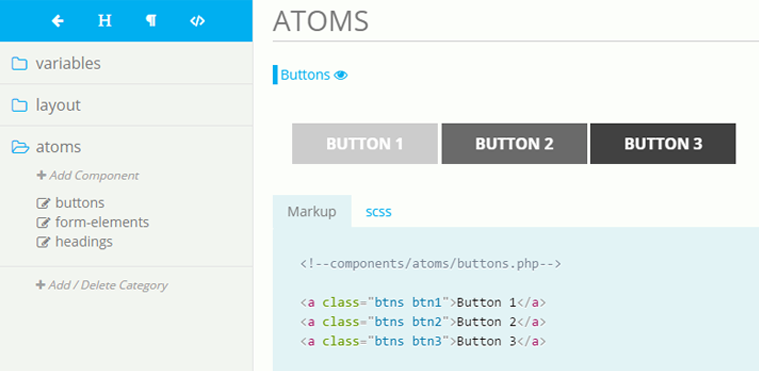 H ¶ </>
variables
layout
atoms
+ Add Component
buttons
form-elements
headings
+ Add / Delete Category
ATOMS
Buttons
BUTTON 1 BUTTON 2 BUTTON 3
Markup scss
<!--components/atoms/buttons.php-->
<a class="btns btn1">Button 1</a>
<a class="btns btn2">Button 2</a>
<a class="btns btn3">Button 3</a>